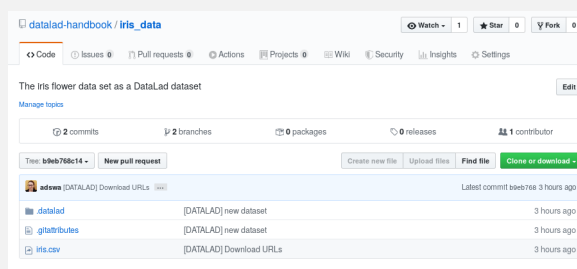 datalad-handbook / iris_data
Watch 1 Star 0 Fork 0
Code Issues 0 Pull requests 0 Actions Projects 0 Wiki Security Insights Settings
The iris flower data set as a DataLad dataset Edit
Manage topics
2 commits 2 branches 0 packages 0 releases 1 contributor
Tree: b9eb768c14 New pull request Create new file Upload files Find file Clone or download
adswa [DATALAD] Download URLs ... Latest commit b9eb768 3 hours ago
.datalad [DATALAD] new dataset 3 hours ago
.gitattributes [DATALAD] new dataset 3 hours ago
iris.csv [DATALAD] Download URLs 3 hours ago